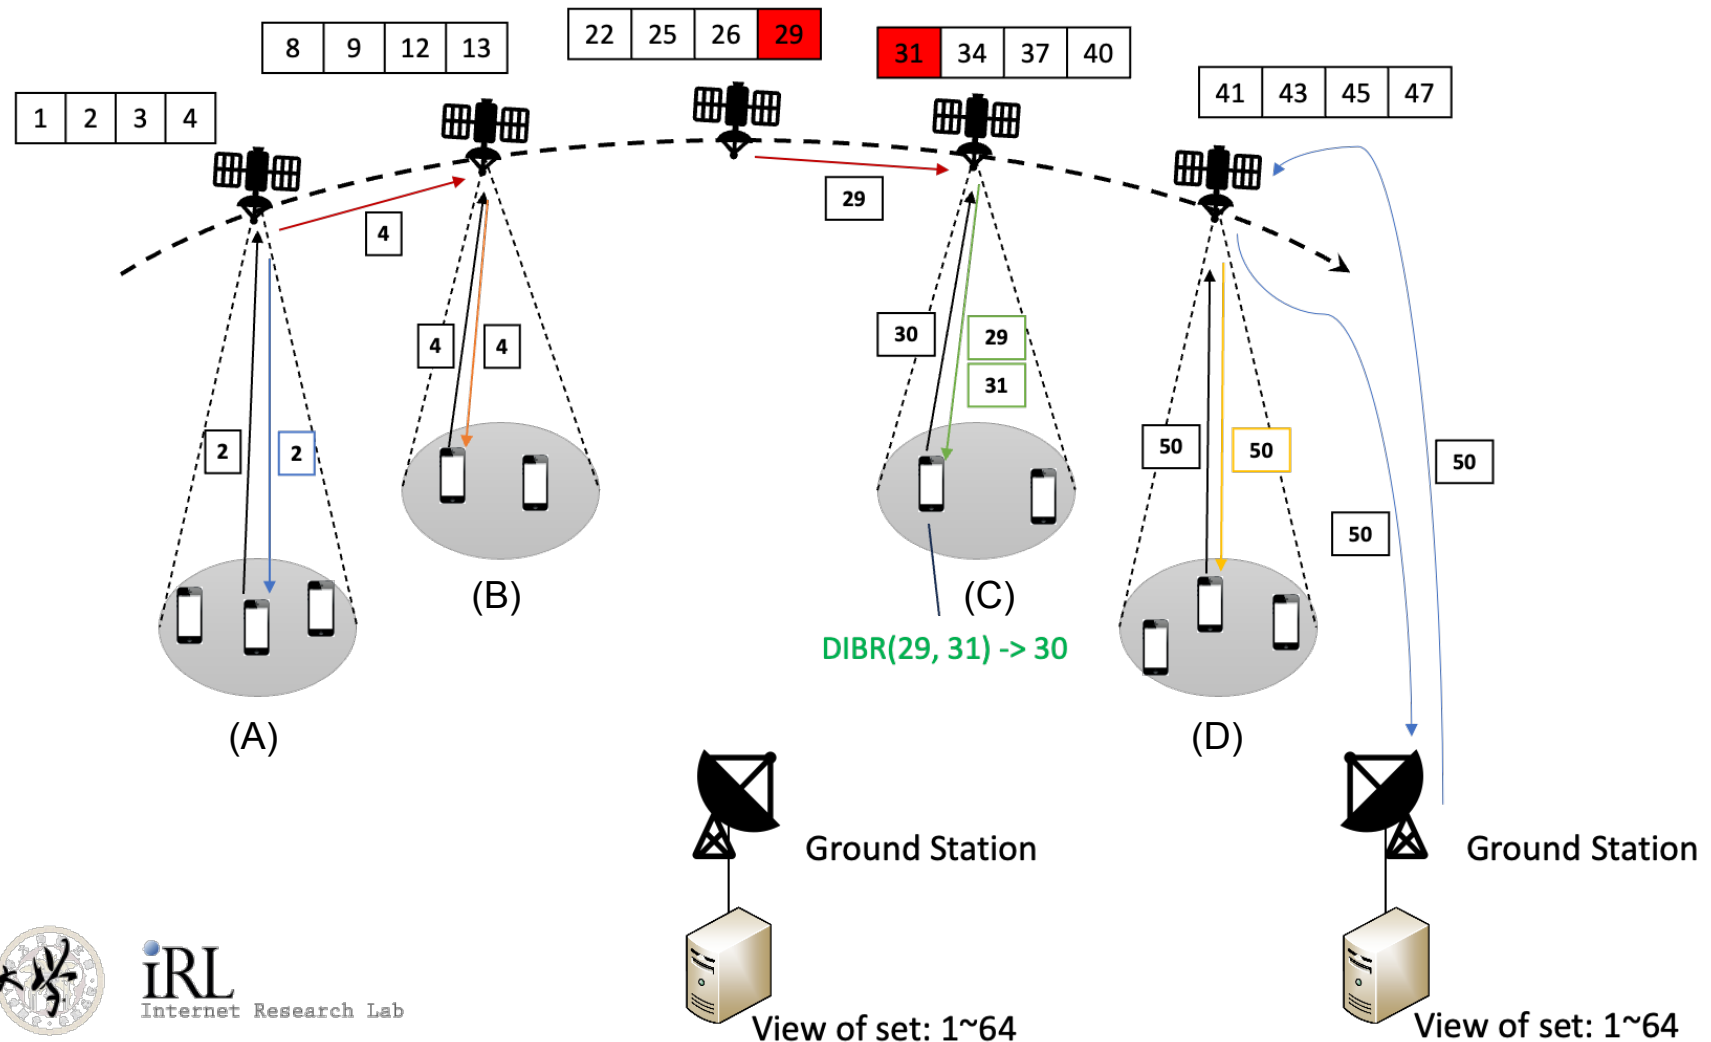 22 25 26 29
8 9 12 13
31 34 37 40
41 43 45 47
1 2 3 4
29
4
30
29
4
4
31
50
50
2
2
50
50
(B)
(C)
DIBR(29, 31) -> 30
(A)
(D)
Ground Station
Ground Station
iRL
Internet Research Lab
View of set: 1~64
View of set: 1~64